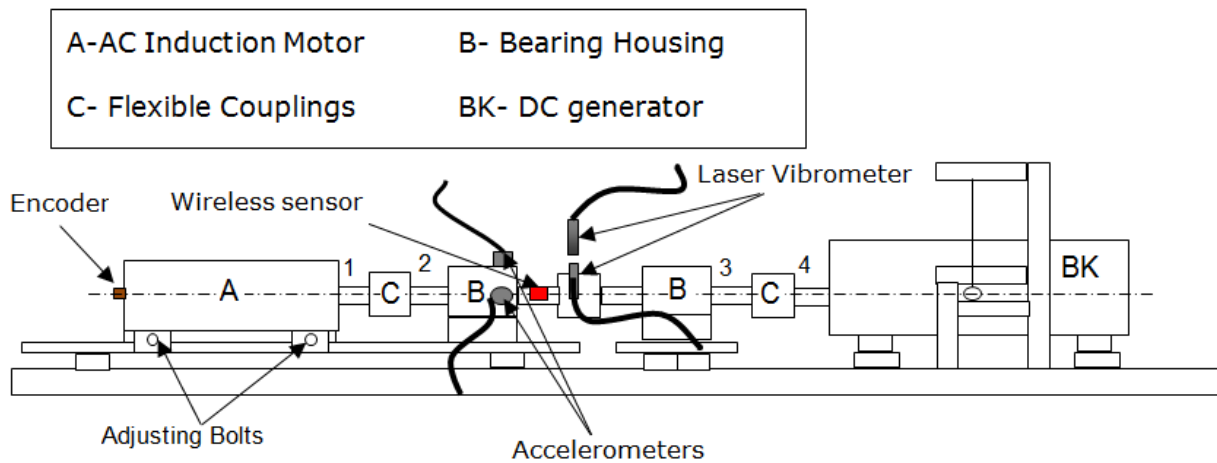 A-AC Induction Motor B- Bearing Housing
C- Flexible Couplings BK- DC generator
Laser Vibrometer
Wireless sensor
Encoder
1 2 3 4
A C B B C BK
Adjusting Bolts
Accelerometers